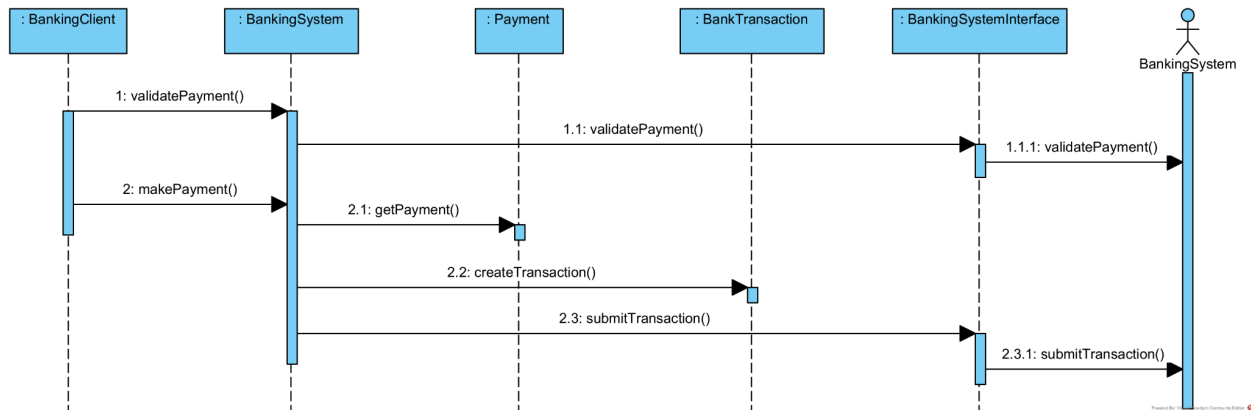 : BankingClient
: BankingSystem
: Payment
: BankTransaction
: BankingSystemInterface
BankingSystem
1: validatePayment()
1.1: validatePayment()
1.1.1: validatePayment()
2: makePayment()
2.1: getPayment()
2.2: createTransaction()
2.3: submitTransaction()
2.3.1: submitTransaction()